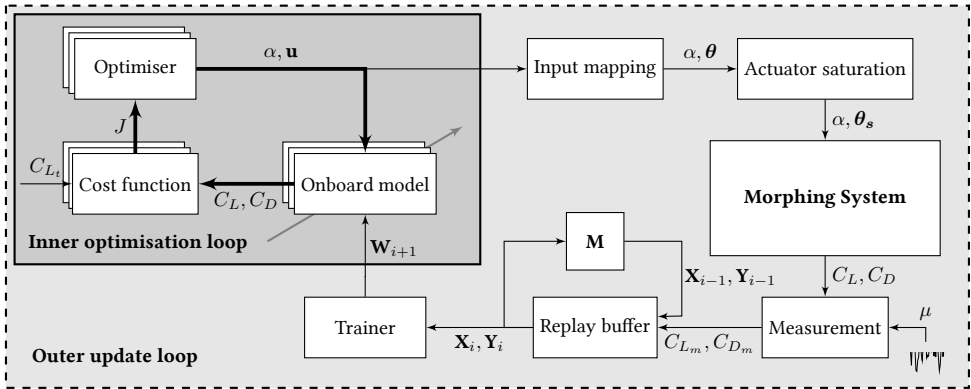 Optimiser
α, u
Input mapping
α, θ
Actuator saturation
J
α, θₛ
C_{L_t}
Cost function
C_L, C_D
Onboard model
Morphing System
Inner optimisation loop
W_{i+1}
M
X_{i−1}, Y_{i−1}
C_L, C_D
Trainer
X_i, Y_i
Replay buffer
C_{L_m}, C_{D_m}
Measurement
μ
Outer update loop